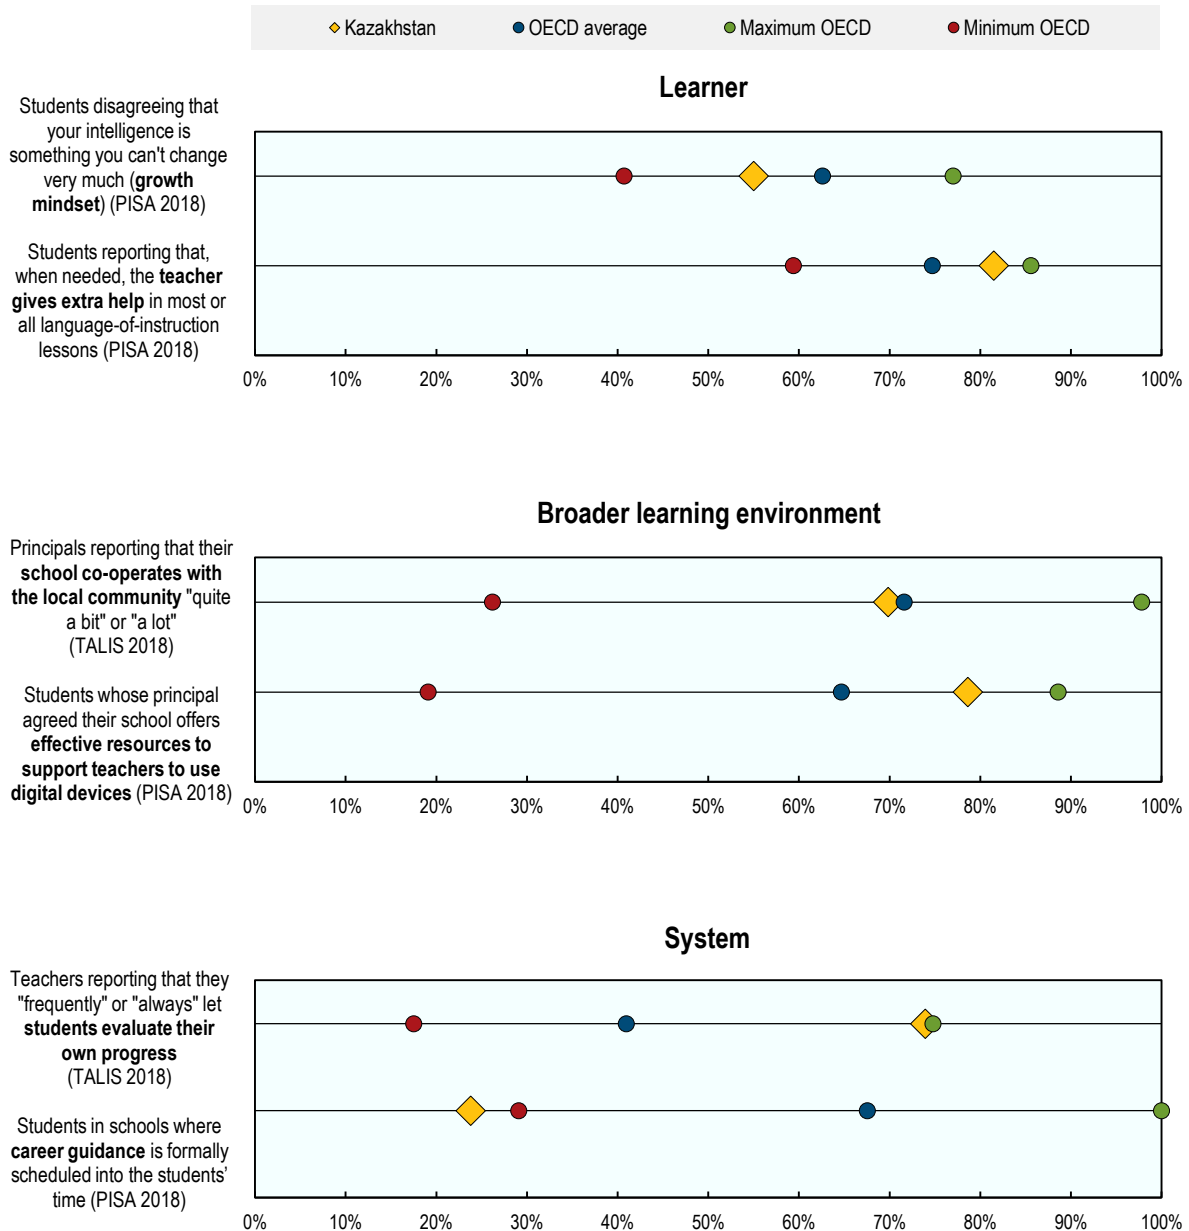 Kazakhstan OECD average Maximum OECD Minimum OECD
Learner
Students disagreeing that
your intelligence is
something you can't change
very much (growth
mindset) (PISA 2018)
Students reporting that,
when needed, the teacher
gives extra help in most or
all language-of-instruction
lessons (PISA 2018)
0% 10% 20% 30% 40% 50% 60% 70% 80% 90% 100%
Broader learning environment
Principals reporting that their
school co-operates with
the local community "quite
a bit" or "a lot"
(TALIS 2018)
Students whose principal
agreed their school offers
effective resources to
support teachers to use
digital devices (PISA 2018)
0% 10% 20% 30% 40% 50% 60% 70% 80% 90% 100%
System
Teachers reporting that they
"frequently" or "always" let
students evaluate their
own progress
(TALIS 2018)
Students in schools where
career guidance is formally
scheduled into the students’
time (PISA 2018)
0% 10% 20% 30% 40% 50% 60% 70% 80% 90% 100%